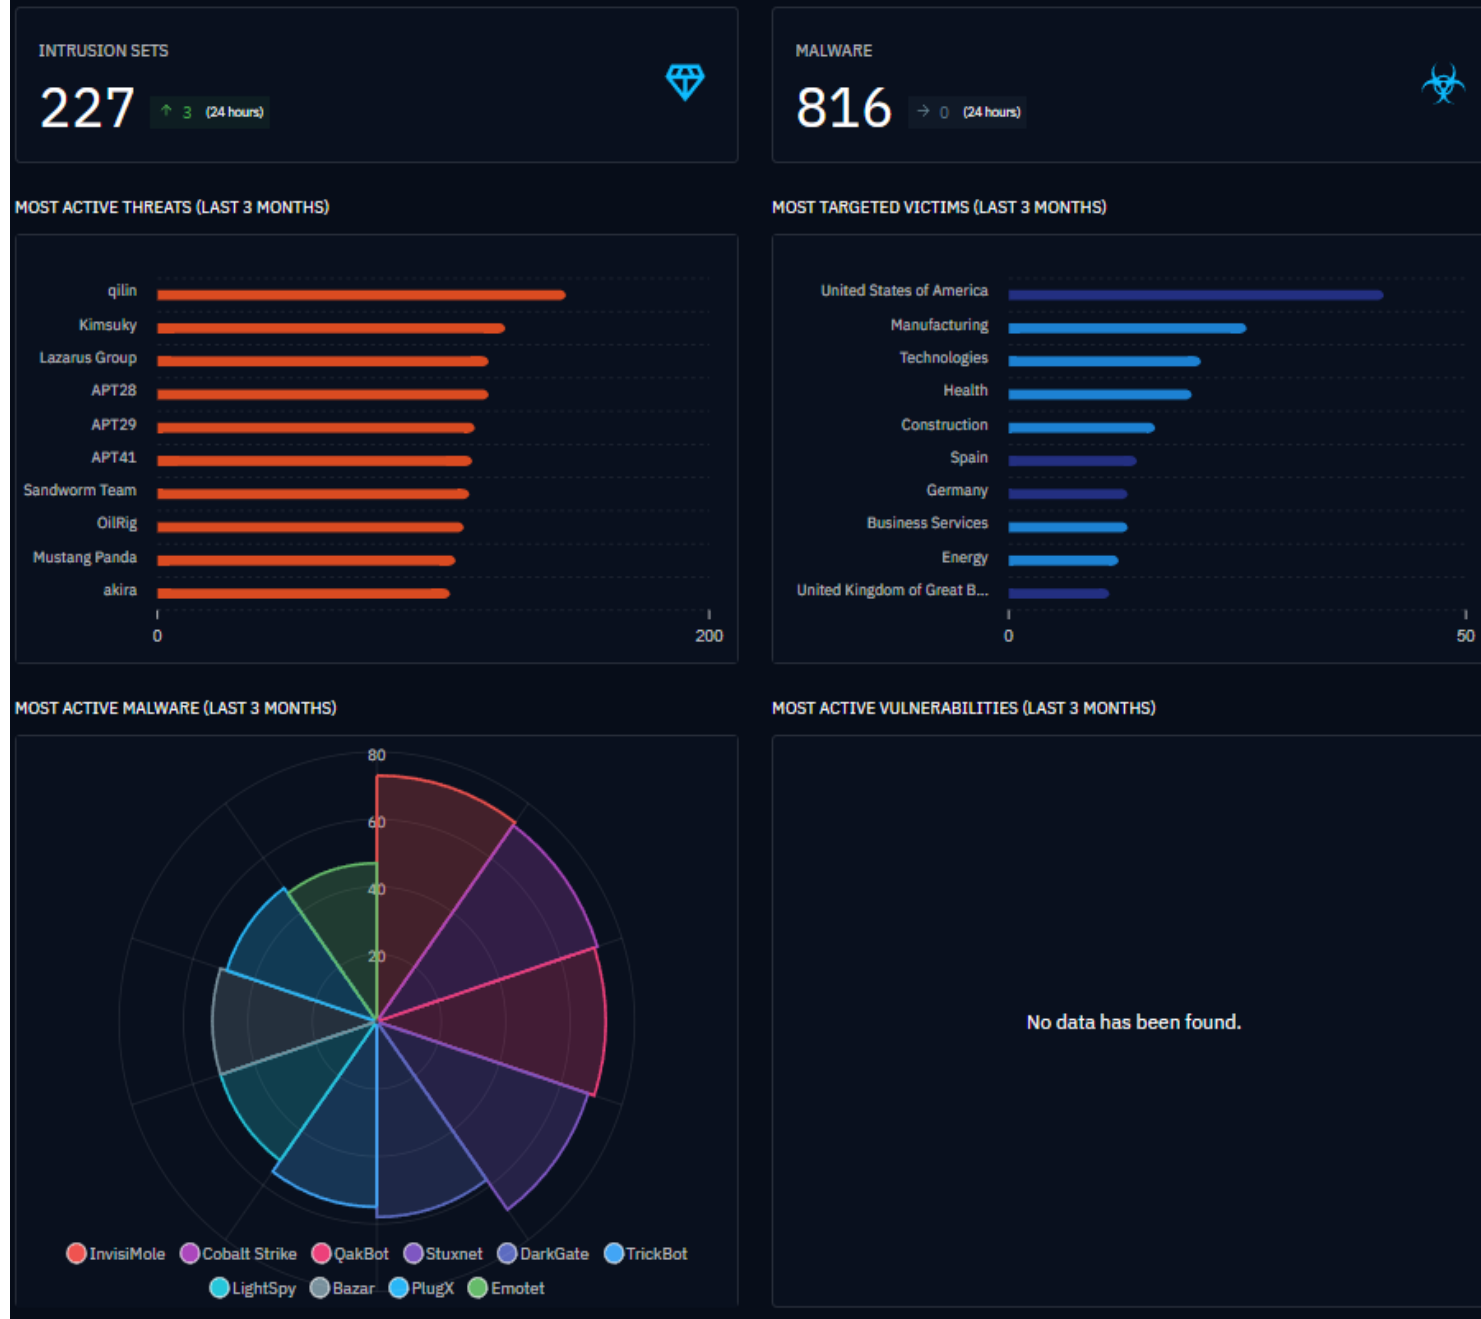 INTRUSION SETS
227 ↑ 3 (24 hours)
MALWARE
816 → 0 (24 hours)
MOST ACTIVE THREATS (LAST 3 MONTHS)
qilin
Kimsuky
Lazarus Group
APT28
APT29
APT41
Sandworm Team
OilRig
Mustang Panda
akira
0 200
MOST TARGETED VICTIMS (LAST 3 MONTHS)
United States of America
Manufacturing
Technologies
Health
Construction
Spain
Germany
Business Services
Energy
United Kingdom of Great B...
0 50
MOST ACTIVE MALWARE (LAST 3 MONTHS)
80
60
40
20
InvisiMole Cobalt Strike QakBot Stuxnet DarkGate TrickBot
LightSpy Bazar PlugX Emotet
MOST ACTIVE VULNERABILITIES (LAST 3 MONTHS)
No data has been found.